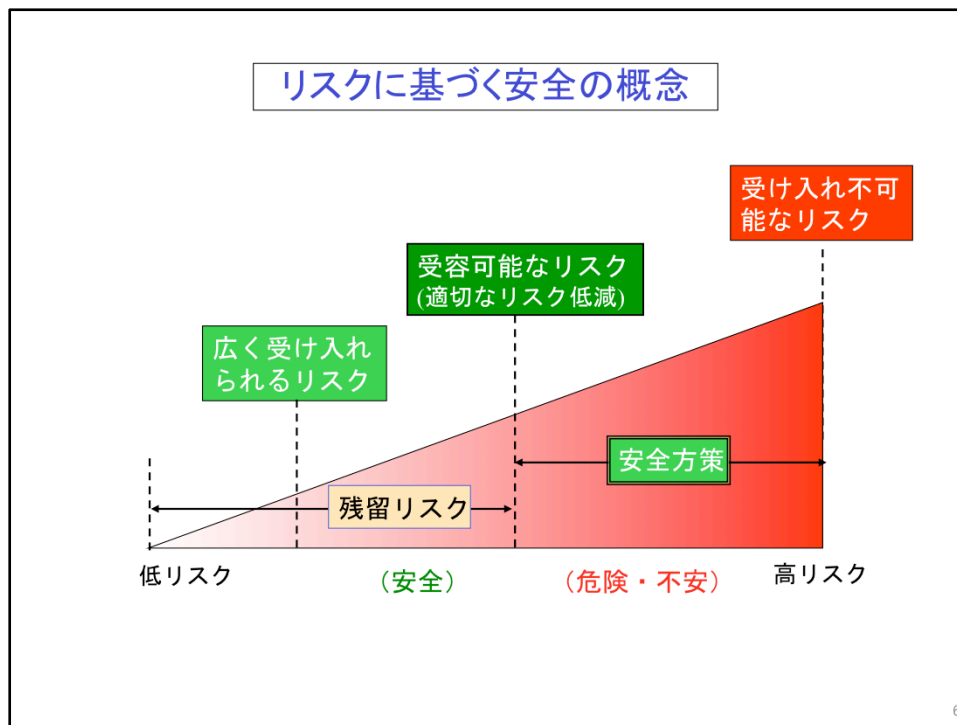 リスクに基づく安全の概念
受け入れ不可
能なリスク
受容可能なリスク
(適切なリスク低減)
広く受け入れ
られるリスク
安全方策
残留リスク
低リスク
(安全)
(危険・不安)
高リスク
6